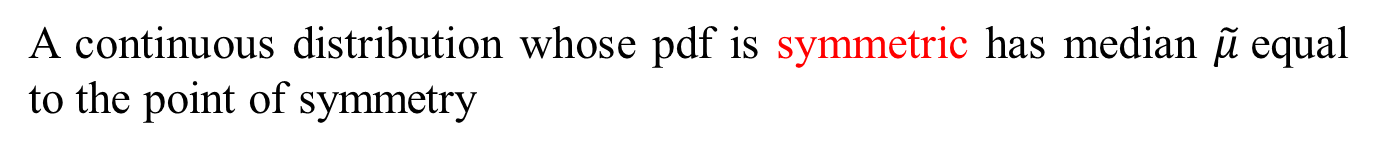 A continuous distribution whose pdf is symmetric has median μ̃ equal
to the point of symmetry